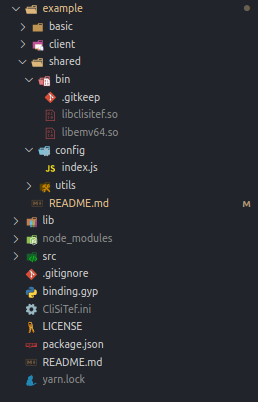 example
basic
client
shared
bin
.gitkeep
libclisitef.so
libemv64.so
config
JS index.js
utils
README.md M
lib
node_modules
src
.gitignore
binding.gyp
CliSiTef.ini
LICENSE
package.json
README.md
yarn.lock